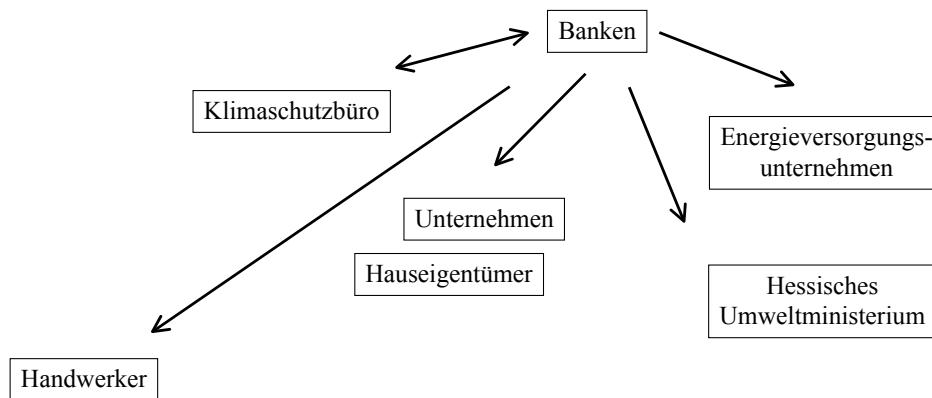 Banken
Klimaschutzbüro
Energieversorgungs-
unternehmen
Unternehmen
Hauseigentümer
Hessisches
Umweltministerium
Handwerker